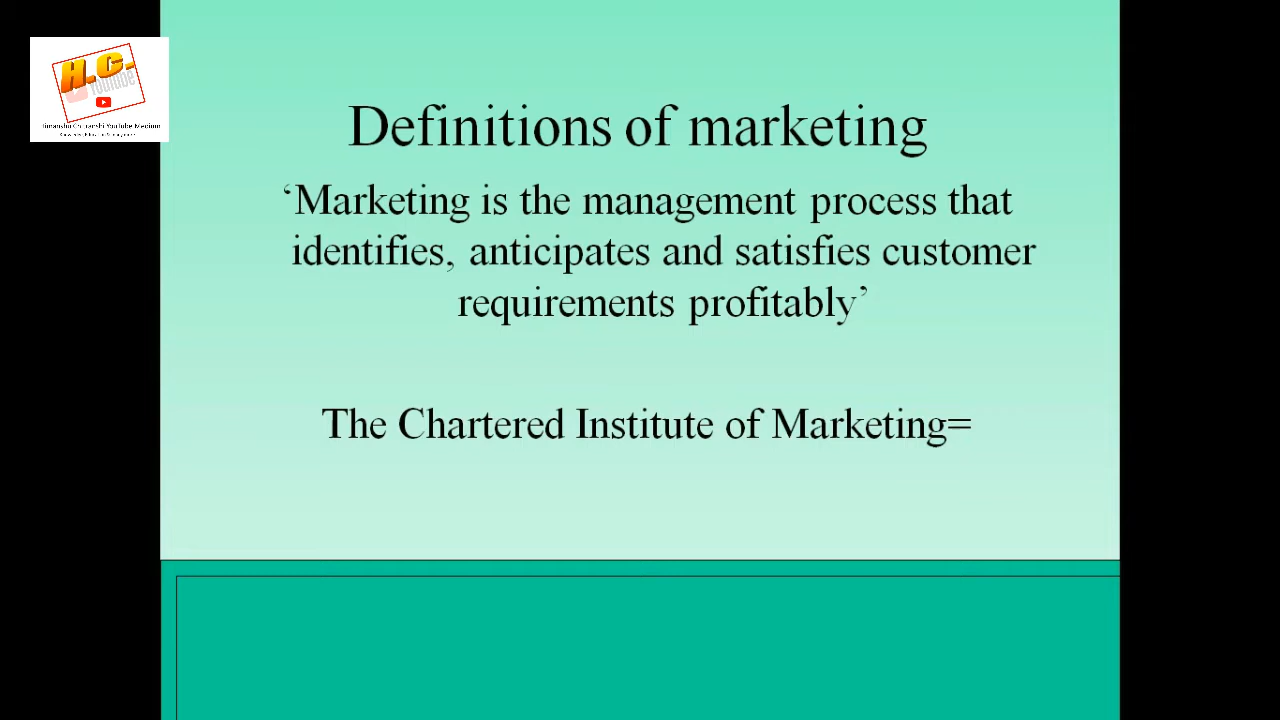 H.G.
YouTube
Definitions of marketing
‘Marketing is the management process that
identifies, anticipates and satisfies customer
requirements profitably’
The Chartered Institute of Marketing=